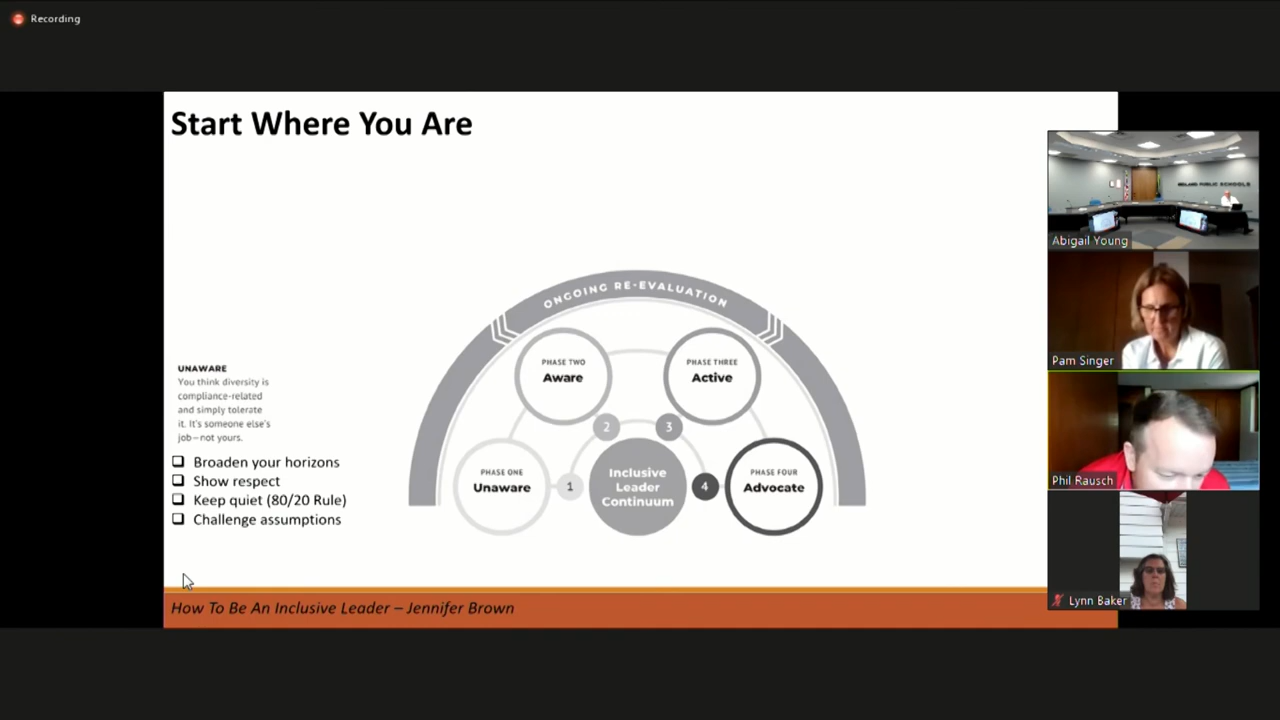 Recording
Start Where You Are
ONGOING RE-EVALUATION
PHASE TWO
Aware
PHASE THREE
Active
UNAWARE
You think diversity is
compliance-related
and simply tolerate
it. It's someone else's
job—not yours.
Broaden your horizons
Show respect
Keep quiet (80/20 Rule)
Challenge assumptions
2
3
PHASE ONE
Unaware
1
Inclusive
Leader
Continuum
4
PHASE FOUR
Advocate
How To Be An Inclusive Leader – Jennifer Brown
MIDLAND PUBLIC SCHOOLS
Abigail Young
Pam Singer
Phil Rausch
Lynn Baker